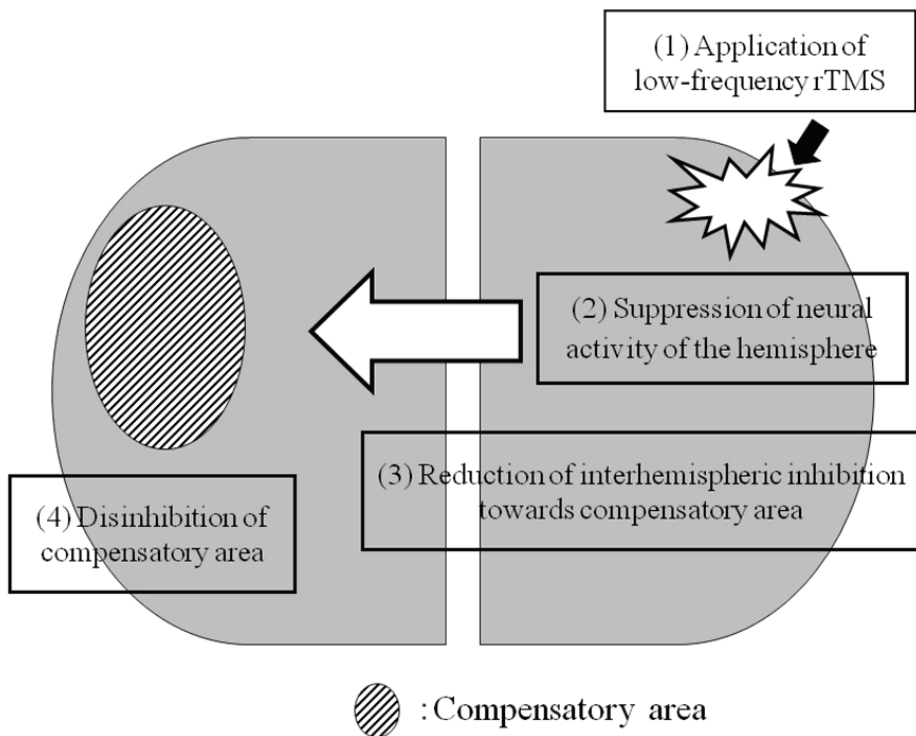 (1) Application of
low-frequency rTMS
(2) Suppression of neural
activity of the hemisphere
(3) Reduction of interhemispheric inhibition
towards compensatory area
(4) Disinhibition of
compensatory area
: Compensatory area